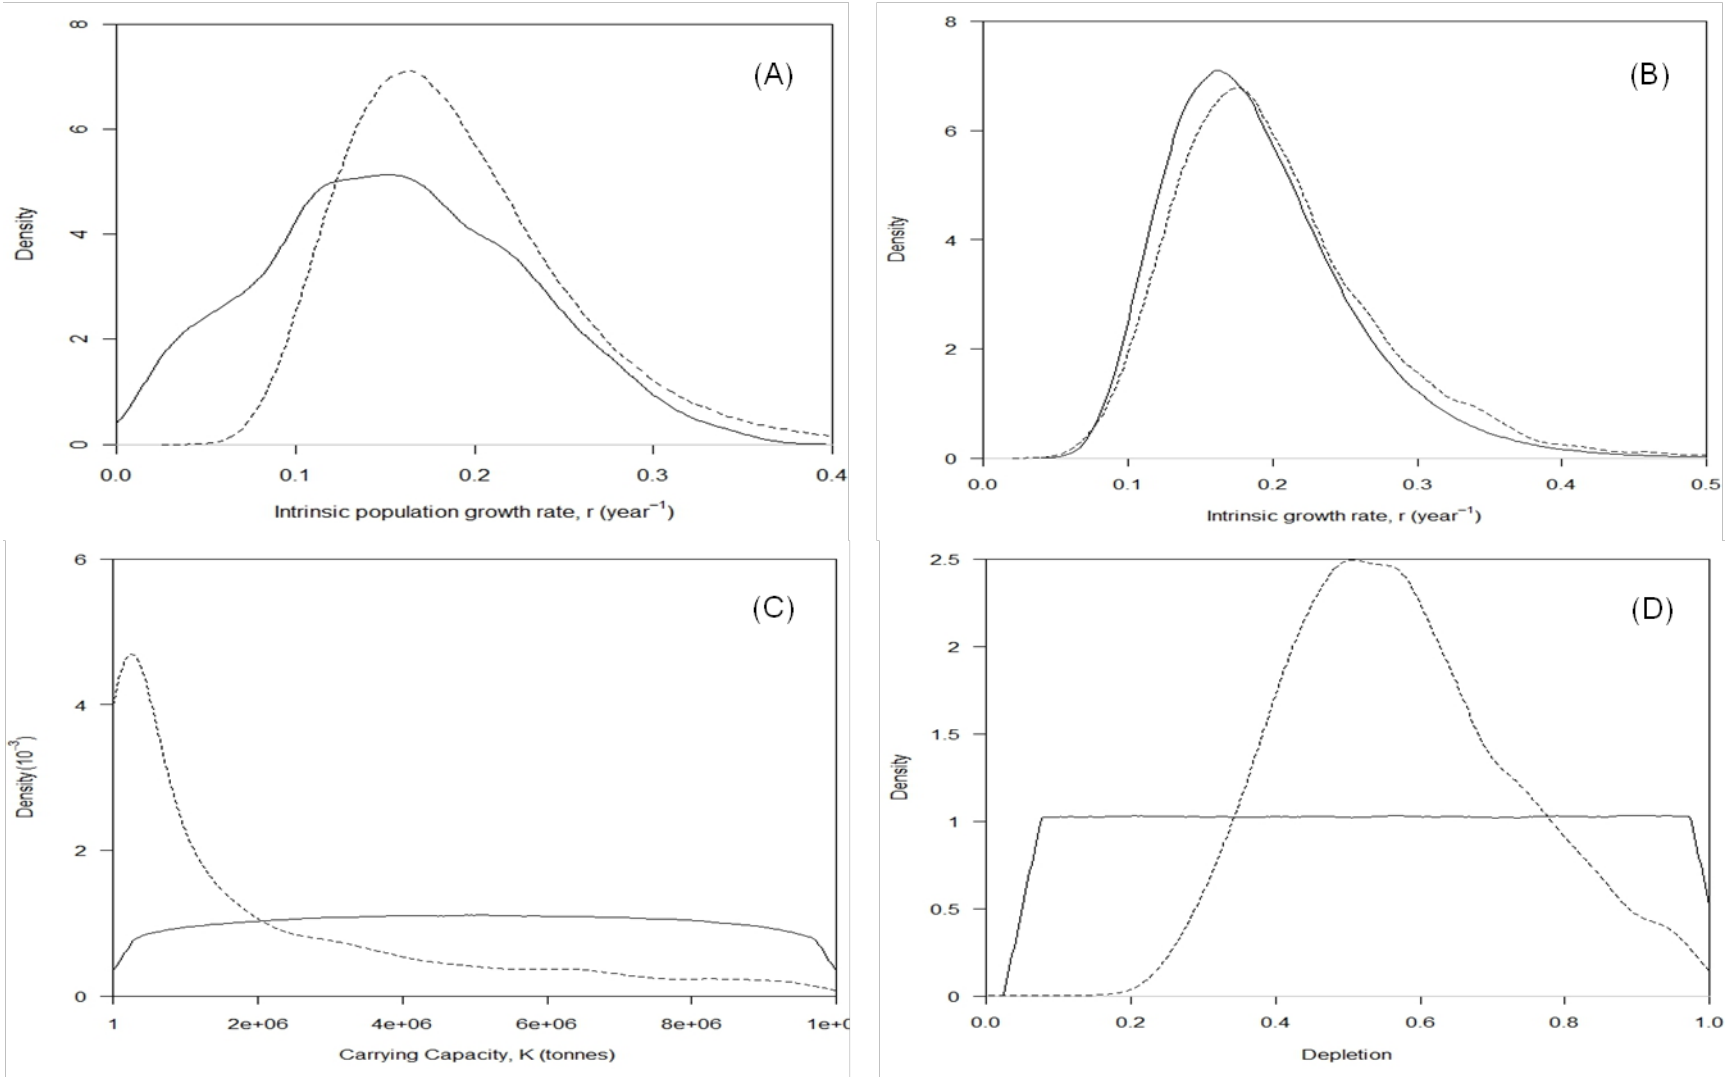 (A)
Density
8
6
4
2
0
0.0 0.1 0.2 0.3 0.4
Intrinsic population growth rate, r (year⁻¹)
(B)
Density
8
6
4
2
0
0.0 0.1 0.2 0.3 0.4 0.5
Intrinsic growth rate, r (year⁻¹)
(C)
Density (10⁻³)
6
4
2
0
1 2e+06 4e+06 6e+06 8e+06 1e+0
Carrying Capacity, K (tonnes)
(D)
Density
2.5
2
1.5
1
0.5
0
0.0 0.2 0.4 0.6 0.8 1.0
Depletion